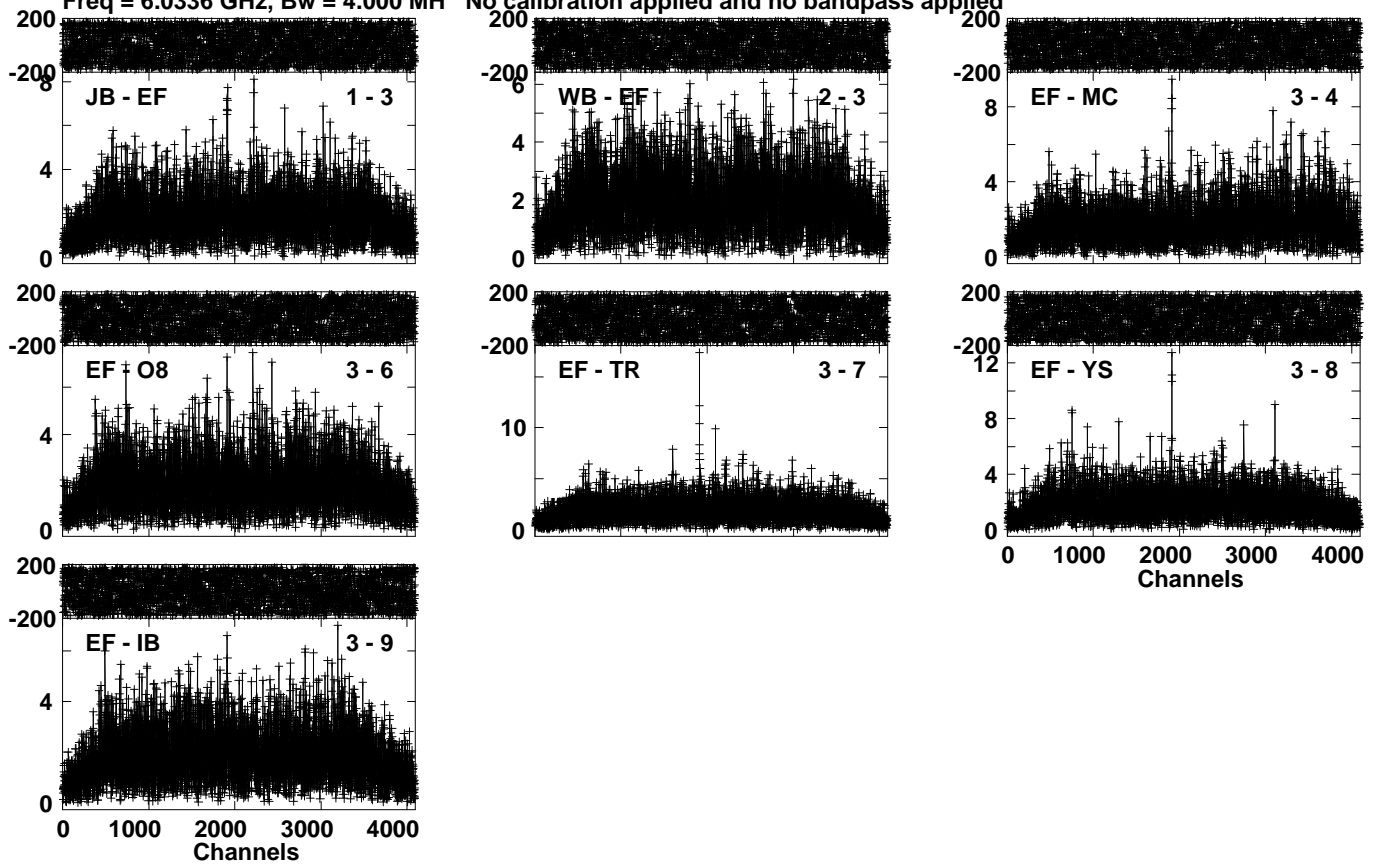 Freq = 6.0336 GHz, Bw = 4.000 MH No calibration applied and no bandpass applied
200 200 200
-200 -200 -200
8 JB - EF 1 - 3 6 WB - EF 2 - 3 8 EF - MC 3 - 4
4 4 4
2
0 0 0
200 200 200
-200 -200 -200
EF - O8 3 - 6 EF - TR 3 - 7 12 EF - YS 3 - 8
4 10 8
4
0 0 0
0 1000 2000 3000 4000
Channels
200
-200
EF - IB 3 - 9
4
0
0 1000 2000 3000 4000
Channels